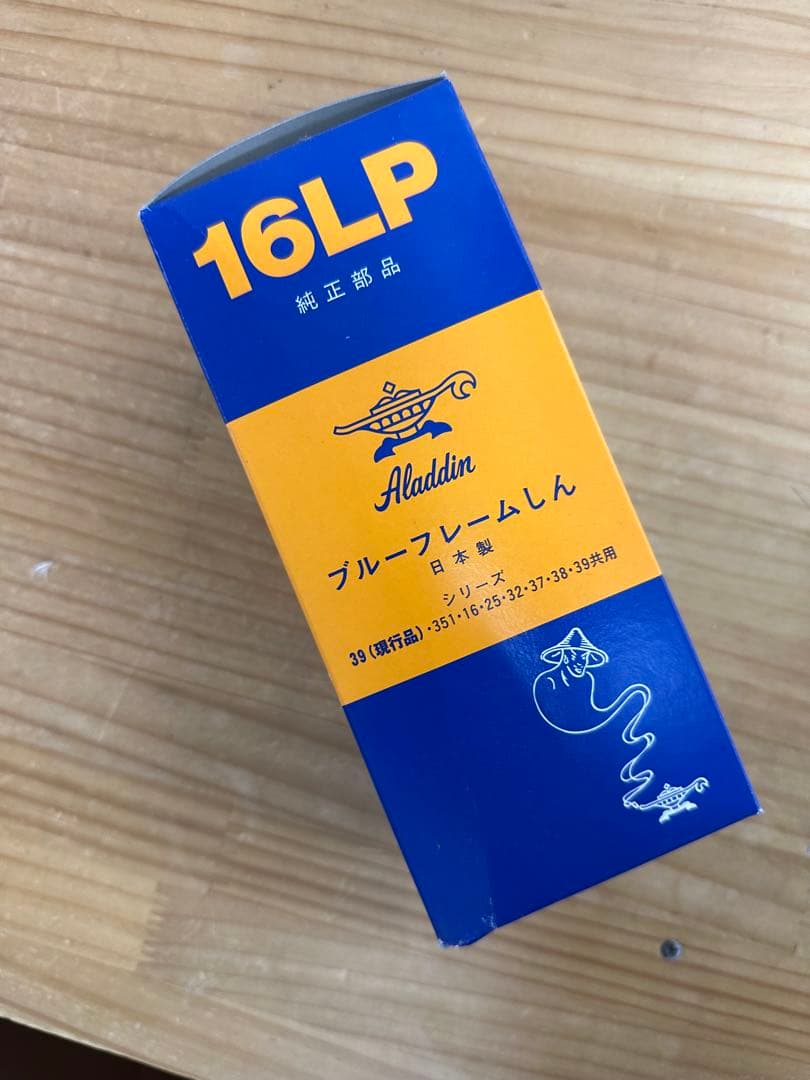 16LP
純正部品
Aladdin
ブルーフレームしん
日本製
シリーズ
39(現行品)・351・16・25・32・37・38・39共用